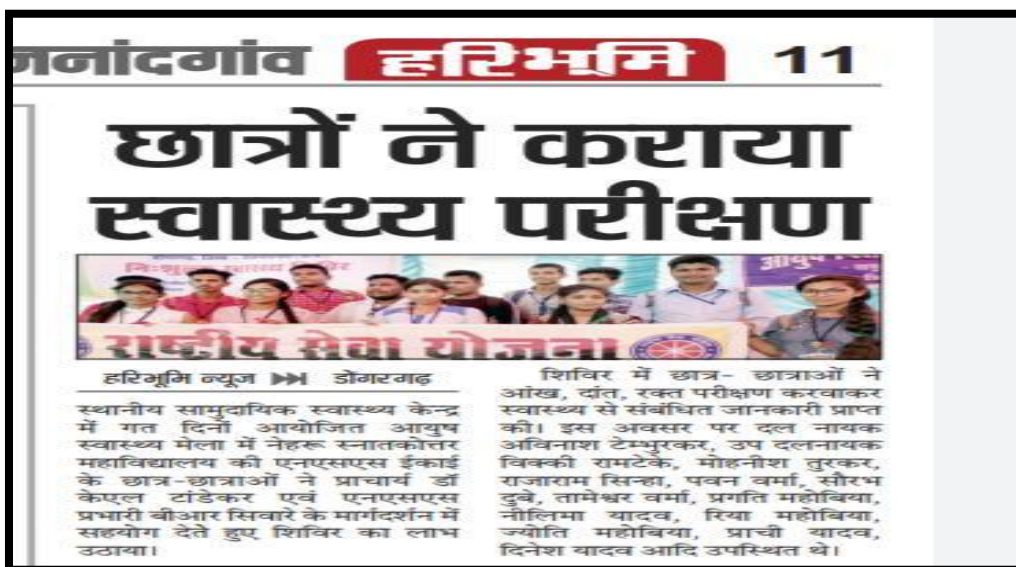 जनांदगांव हरिभूमि 11
छात्रों ने कराया
स्वास्थ्य परीक्षण
निःशुल्क स्वास्थ्य शिविर
आयुष
राष्ट्रीय सेवा योजना
हरिभूमि न्यूज डोंगरगढ़
स्थानीय सामुदायिक स्वास्थ्य केन्द्र
में गत दिनों आयोजित आयुष
स्वास्थ्य मेला में नेहरू स्नातकोत्तर
महाविद्यालय की एनएसएस ईकाई
के छात्र-छात्राओं ने प्राचार्य डॉ
केएल टांडेकर एवं एनएसएस
प्रभारी बीआर सिवारे के मार्गदर्शन में
सहयोग देते हुए शिविर का लाभ
उठाया।
शिविर में छात्र- छात्राओं ने
आंख, दांत, रक्त परीक्षण करवाकर
स्वास्थ्य से संबंधित जानकारी प्राप्त
की। इस अवसर पर दल नायक
अविनाश टेम्भुरकर, उप दलनायक
विक्की रामटेके, मोहनीश तुरकर,
राजाराम सिन्हा, पवन वर्मा, सौरभ
दुबे, तामेश्वर वर्मा, प्रगति महोबिया,
नीलिमा यादव, रिया महोबिया,
ज्योति महोबिया, प्राची यादव,
दिनेश यादव आदि उपस्थित थे।